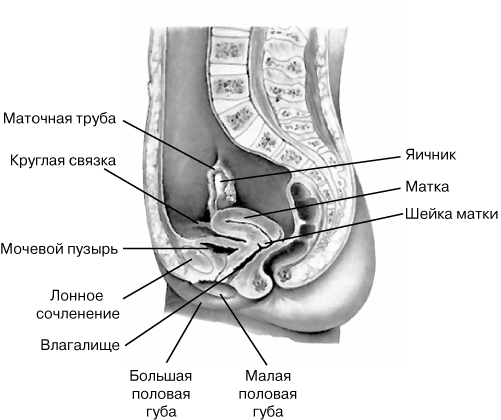 Маточная труба
Круглая связка
Мочевой пузырь
Лонное
сочленение
Влагалище
Большая
половая
губа
Малая
половая
губа
Яичник
Матка
Шейка матки